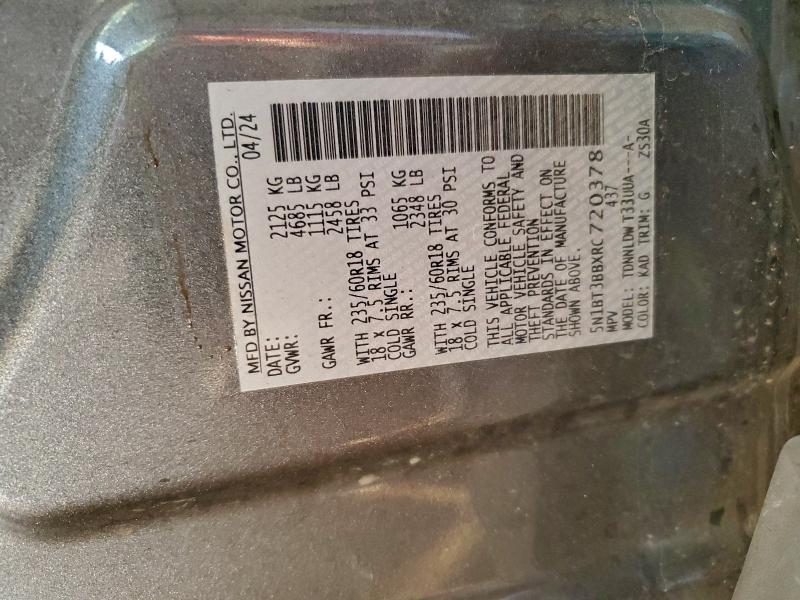 MFD BY NISSAN MOTOR CO., LTD.
DATE: 04/24
GVWR: 2125 KG
4685 LB
GAWR FR.: 1115 KG
2458 LB
WITH 235/60R18 TIRES
18 x 7.5 RIMS AT 33 PSI
COLD SINGLE
GAWR RR.: 1065 KG
2348 LB
WITH 235/60R18 TIRES
18 x 7.5 RIMS AT 30 PSI
COLD SINGLE
THIS VEHICLE CONFORMS TO
ALL APPLICABLE FEDERAL
MOTOR VEHICLE SAFETY AND
THEFT PREVENTION
STANDARDS IN EFFECT ON
THE DATE OF MANUFACTURE
SHOWN ABOVE.
5N1BT3BBXRC720378
MPV 437
MODEL: TDNNLDWT33UUA---A-
COLOR: KAD TRIM: G ZS30A